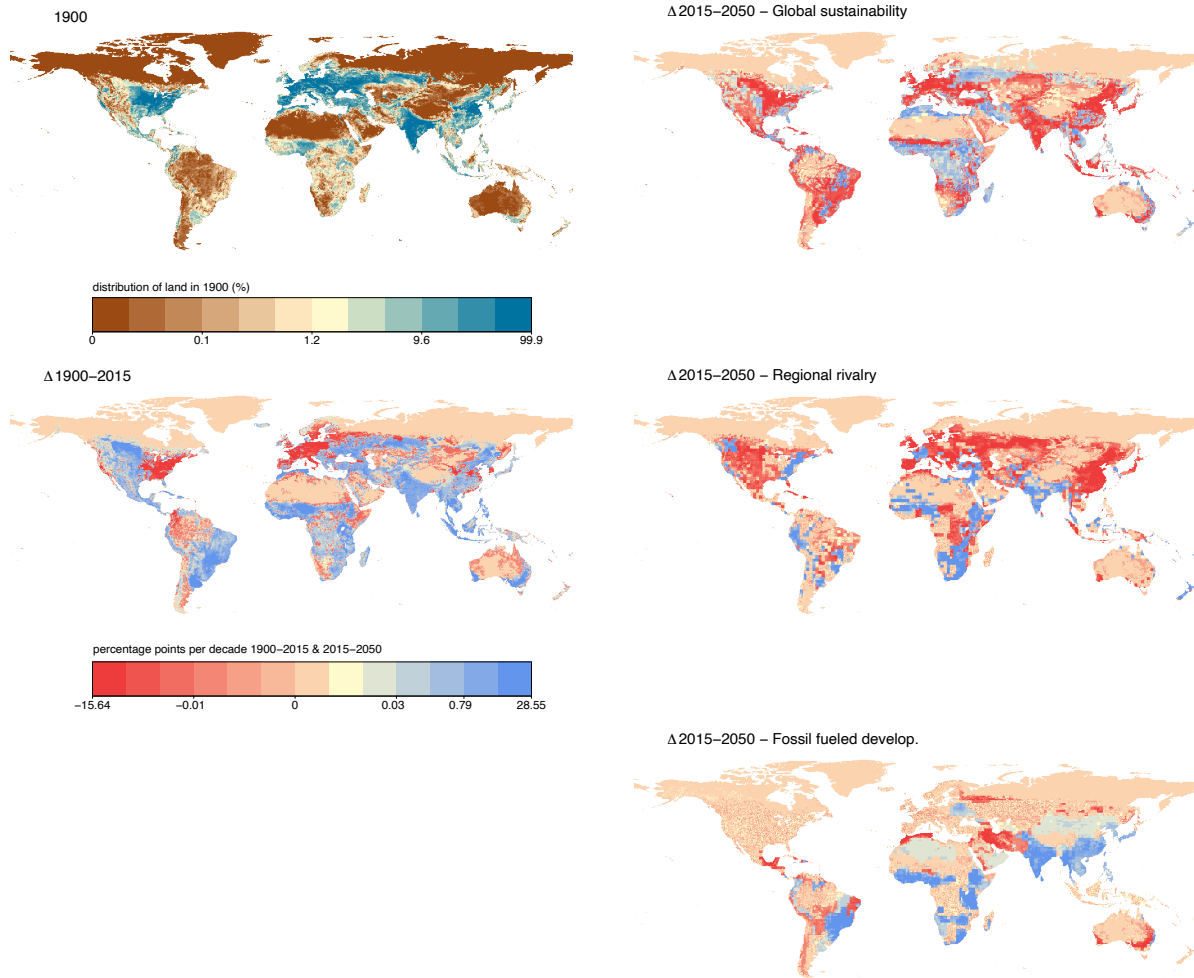 1900
distribution of land in 1900 (%)
0 0.1 1.2 9.6 99.9
Δ1900−2015
percentage points per decade 1900−2015 & 2015−2050
−15.64 −0.01 0 0.03 0.79 28.55
Δ2015−2050 − Global sustainability
Δ2015−2050 − Regional rivalry
Δ2015−2050 − Fossil fueled develop.